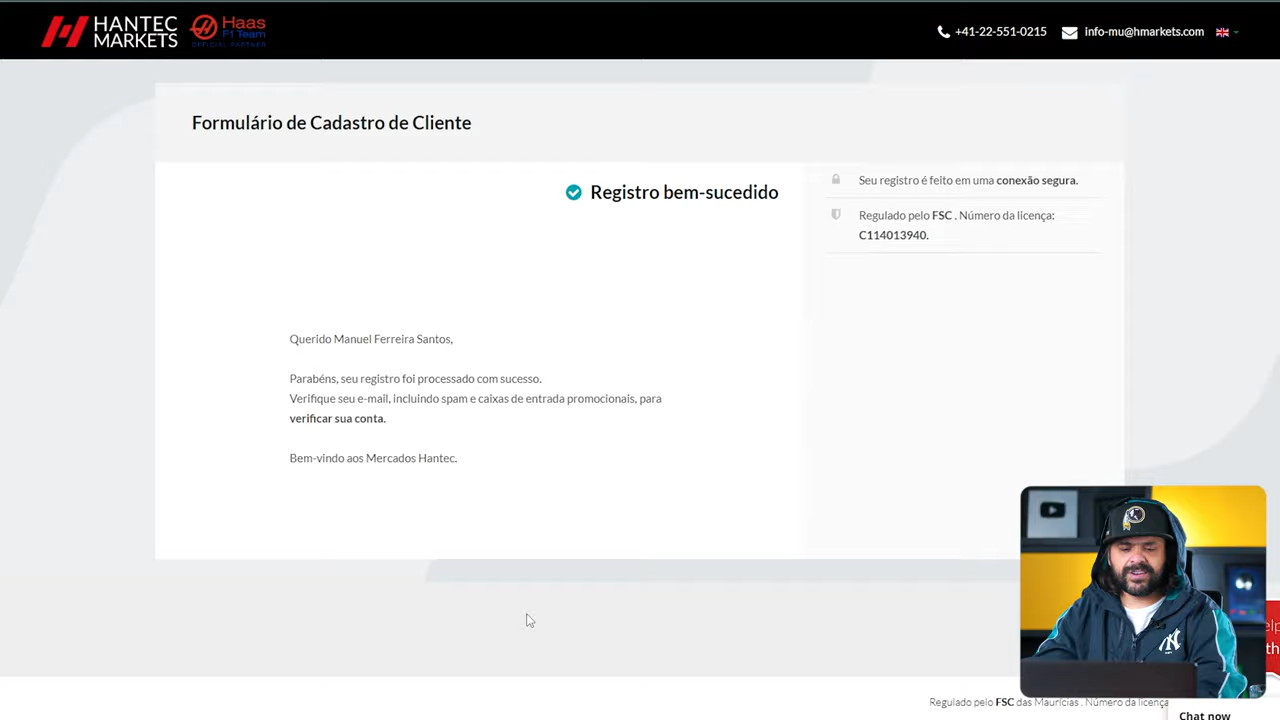 HANTEC
MARKETS
Haas
F1 Team
OFFICIAL PARTNER
+41-22-551-0215
info-mu@hmarkets.com
Formulário de Cadastro de Cliente
Registro bem-sucedido
Seu registro é feito em uma conexão segura.
Regulado pelo FSC . Número da licença:
C114013940.
Querido Manuel Ferreira Santos,
Parabéns, seu registro foi processado com sucesso.
Verifique seu e-mail, incluindo spam e caixas de entrada promocionais, para
verificar sua conta.
Bem-vindo aos Mercados Hantec.
Regulado pelo FSC das Maurícias . Número da licença
Chat now